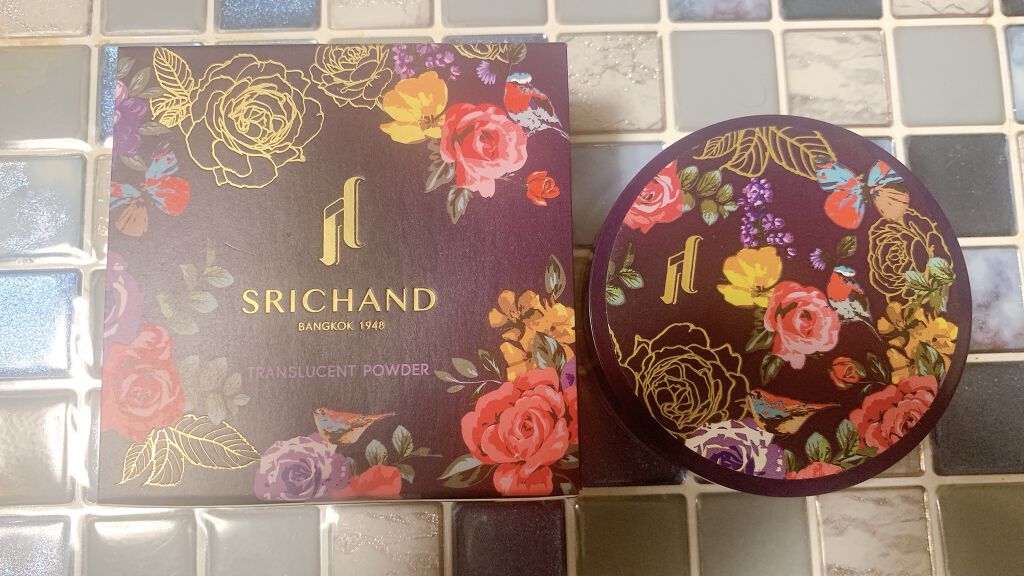 SRICHAND
BANGKOK 1948
TRANSLUCENT POWDER